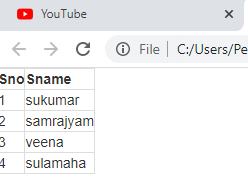 YouTube
File | C:/Users/Pe
Sno Sname
1 sukumar
2 samrajyam
3 veena
4 sulamaha